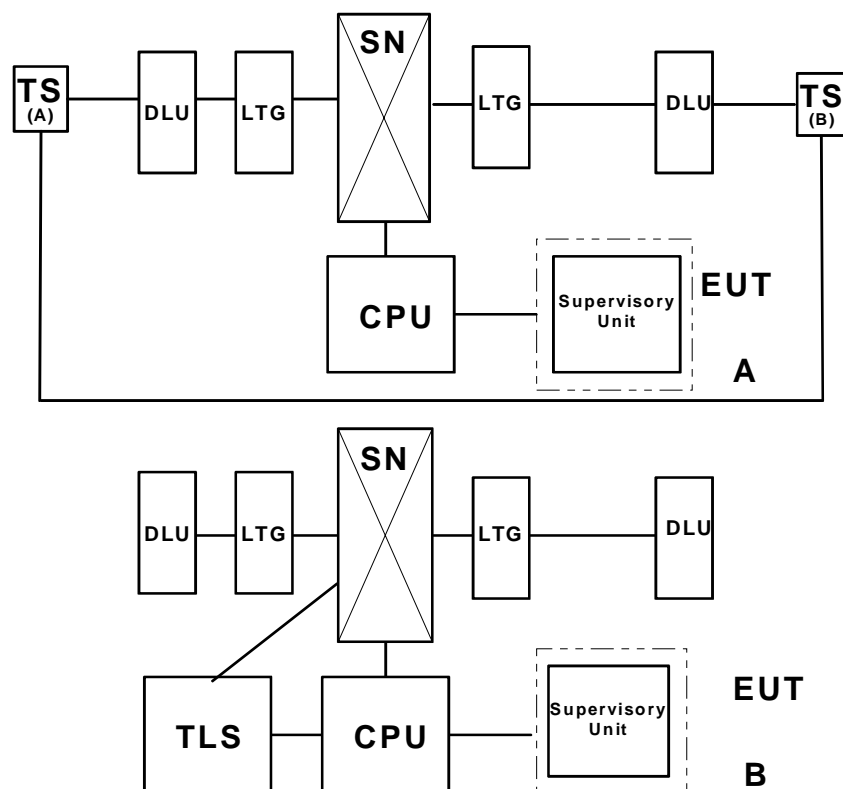 SN
TS
(A)
DLU
LTG
LTG
DLU
TS
(B)
CPU
Supervisory
Unit
EUT
A
SN
DLU
LTG
LTG
DLU
TLS
CPU
Supervisory
Unit
EUT
B